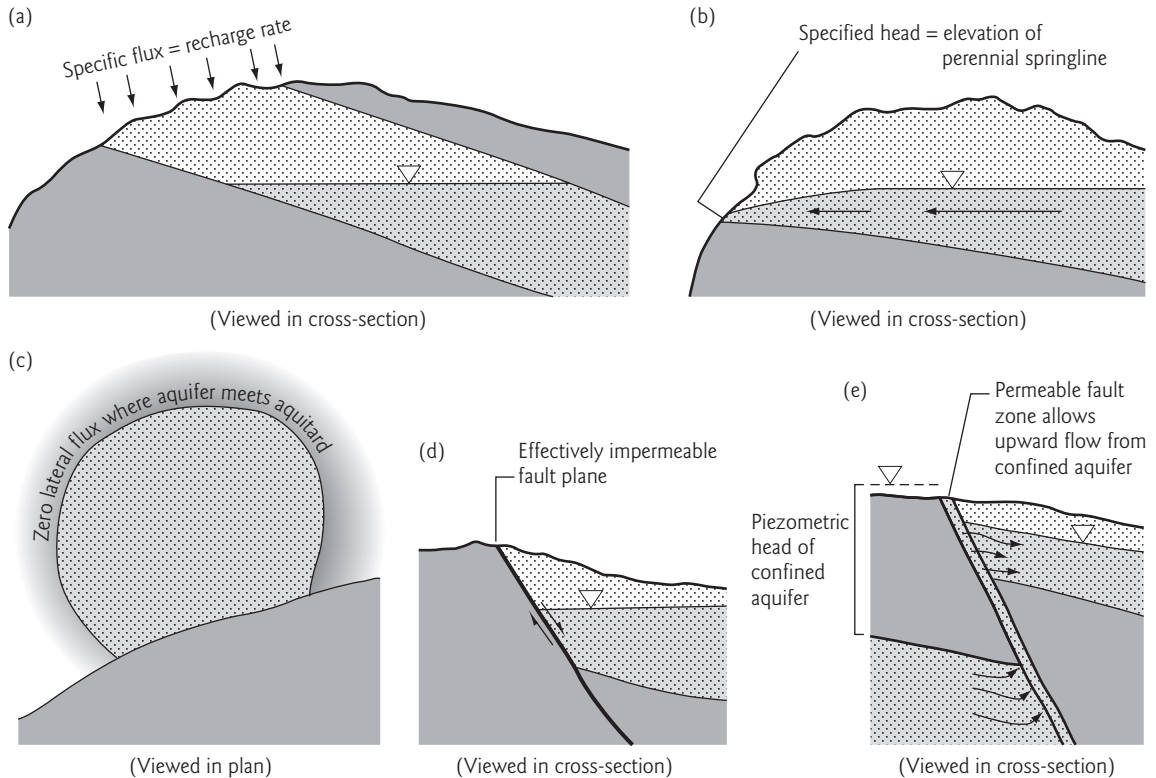 (a)
Specific flux = recharge rate
(Viewed in cross-section)
(b)
Specified head = elevation of
perennial springline
(Viewed in cross-section)
(c)
Zero lateral flux where aquifer meets aquitard
(Viewed in plan)
(d)
Effectively impermeable
fault plane
(Viewed in cross-section)
(e)
Permeable fault
zone allows
upward flow from
confined aquifer
Piezometric
head of
confined
aquifer
(Viewed in cross-section)